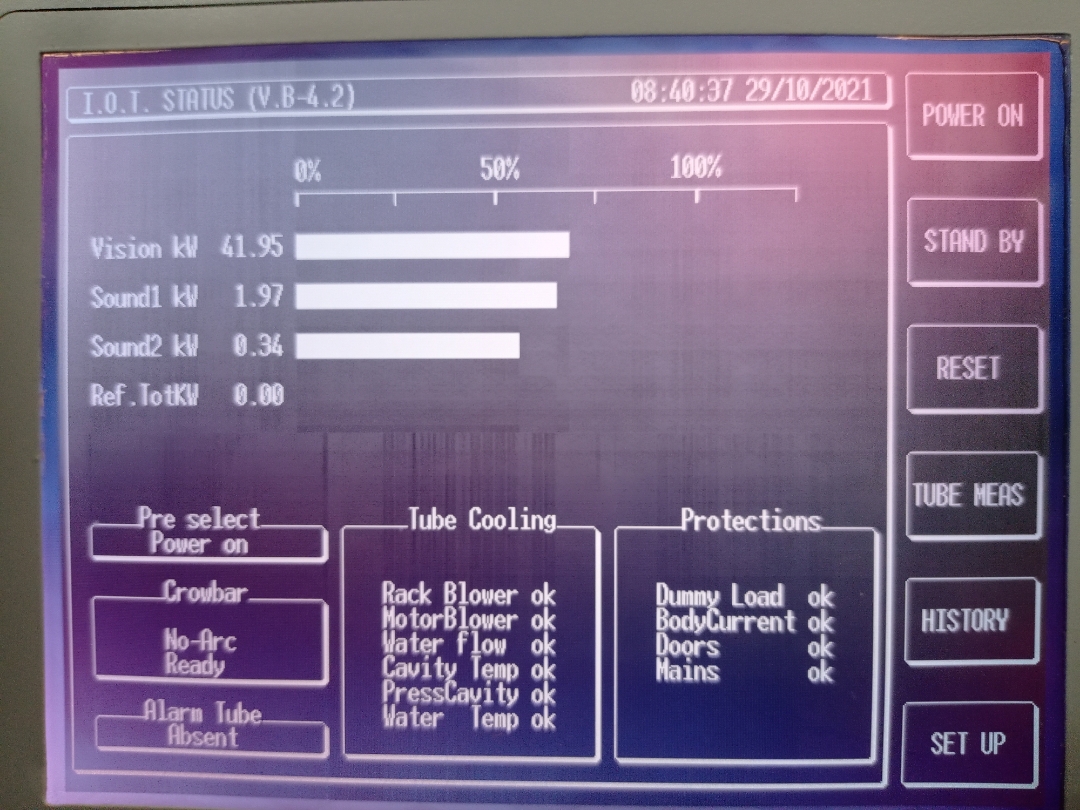 I.O.T. STATUS (V.B-4.2) 08:40:37 29/10/2021
0% 50% 100%
Vision kW 41.95
Sound1 kW 1.97
Sound2 kW 0.34
Ref.TotKW 0.00
Pre select
Power on
Crowbar
No-Arc
Ready
Alarm Tube
Absent
Tube Cooling
Rack Blower ok
MotorBlower ok
Water flow ok
Cavity Temp ok
PressCavity ok
Water Temp ok
Protections
Dummy Load ok
BodyCurrent ok
Doors ok
Mains ok
POWER ON
STAND BY
RESET
TUBE MEAS
HISTORY
SET UP